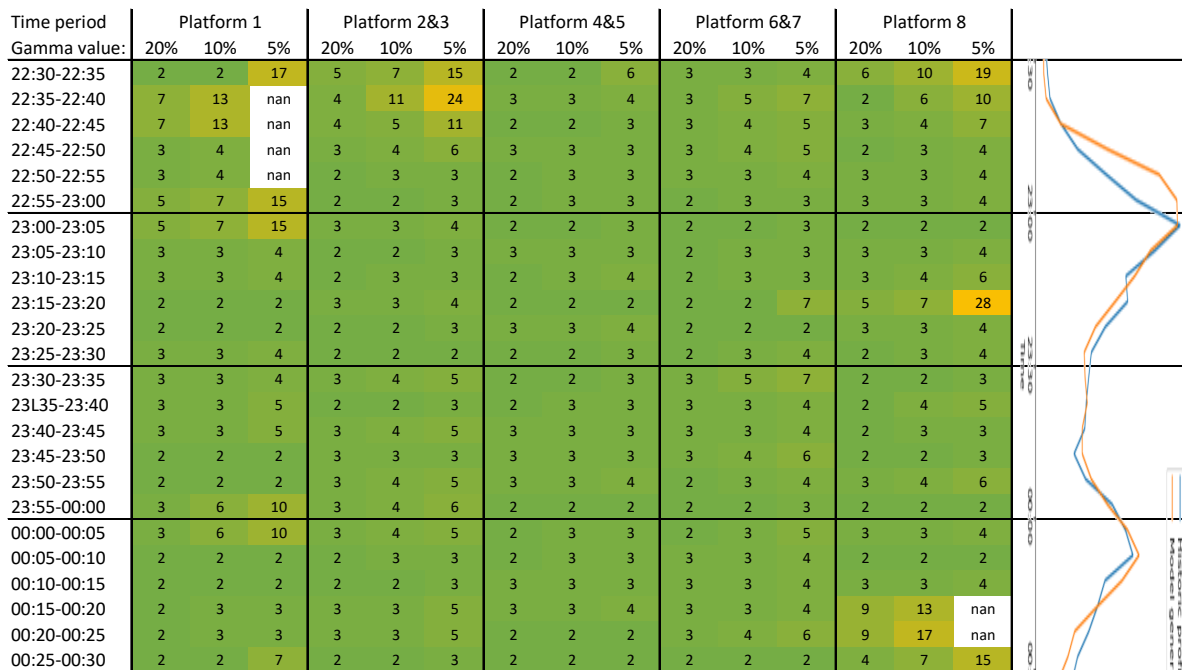 Time period Platform 1 Platform 2&3 Platform 4&5 Platform 6&7 Platform 8
Gamma value: 20% 10% 5% 20% 10% 5% 20% 10% 5% 20% 10% 5% 20% 10% 5%
22:30-22:35 2 2 17 5 7 15 2 2 6 3 3 4 6 10 19
22:35-22:40 7 13 nan 4 11 24 3 3 4 3 5 7 2 6 10
22:40-22:45 7 13 nan 4 5 11 2 2 3 3 4 5 3 4 7
22:45-22:50 3 4 nan 3 4 6 3 3 3 3 4 5 2 3 4
22:50-22:55 3 4 nan 2 3 3 2 3 3 3 3 4 3 3 4
22:55-23:00 5 7 15 2 2 3 2 2 3 2 3 3 3 3 4
23:00-23:05 5 7 15 3 3 4 2 2 3 2 2 3 2 2 2
23:05-23:10 3 3 4 2 2 3 3 3 3 2 3 3 3 3 4
23:10-23:15 3 3 4 2 3 3 2 3 4 2 3 3 3 4 6
23:15-23:20 2 2 2 3 3 4 2 2 2 2 2 7 5 7 28
23:20-23:25 2 2 2 2 2 3 3 3 4 2 2 2 3 3 4
23:25-23:30 3 3 4 2 2 2 2 2 3 2 3 4 2 3 4
23:30-23:35 3 3 4 3 4 5 2 2 3 3 5 7 2 2 3
23L35-23:40 3 3 5 2 2 3 2 3 3 3 3 4 2 4 5
23:40-23:45 3 3 5 3 4 5 3 3 3 3 3 4 2 3 3
23:45-23:50 2 2 2 3 3 3 3 3 3 3 4 6 2 2 3
23:50-23:55 2 2 2 3 4 5 3 3 4 2 3 4 3 4 6
23:55-00:00 3 6 10 3 4 6 2 2 2 2 2 3 2 2 2
00:00-00:05 3 6 10 3 4 5 2 3 3 2 3 5 3 3 4
00:05-00:10 2 2 2 2 3 3 2 3 3 3 3 4 2 2 2
00:10-00:15 2 2 2 2 2 3 3 3 3 3 3 4 3 3 4
00:15-00:20 2 3 3 3 3 5 3 3 4 3 3 4 9 13 nan
00:20-00:25 2 3 3 3 3 5 2 2 2 3 4 6 9 17 nan
00:25-00:30 2 2 7 2 2 3 2 2 2 2 2 2 4 7 15
23:00
23:30
Time
00:00
Historic
Model